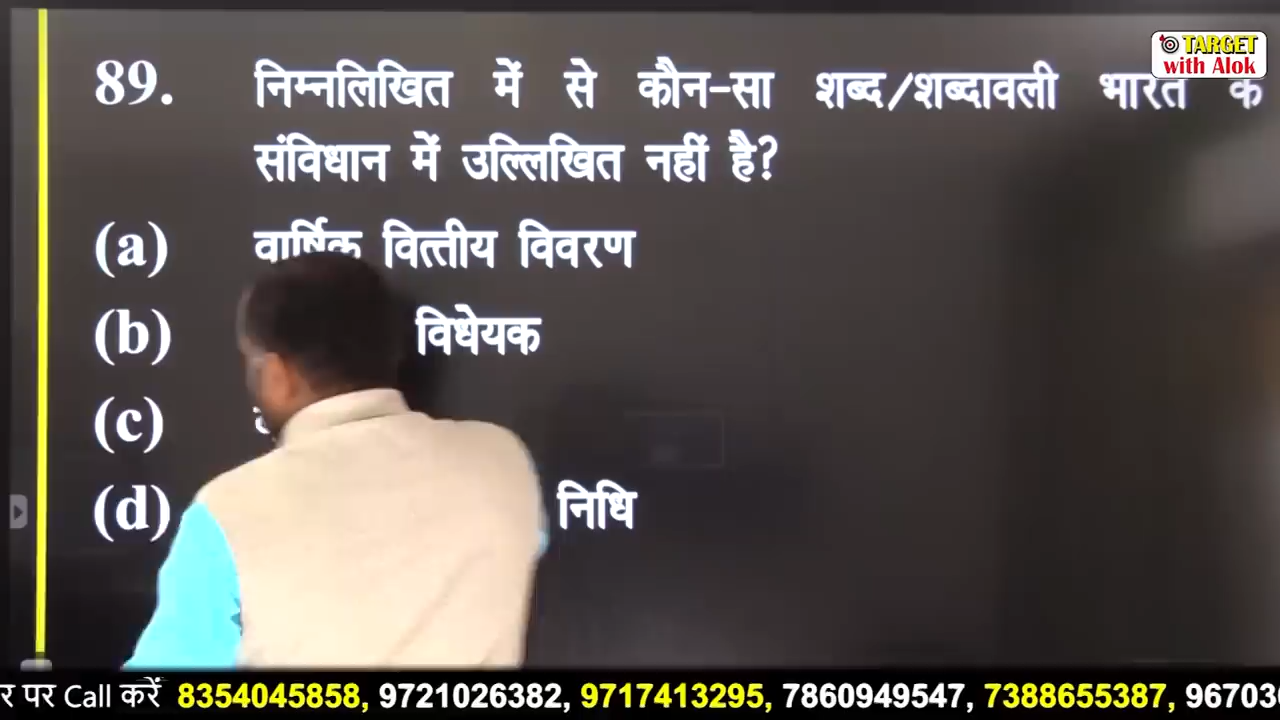 TARGET
with Alok
89. निम्नलिखित में से कौन-सा शब्द/शब्दावली भारत के
संविधान में उल्लिखित नहीं है?
(a) वार्षिक वित्तीय विवरण
(b) विधेयक
(c)
(d) निधि
र पर Call करें 8354045858, 9721026382, 9717413295, 7860949547, 7388655387, 96703